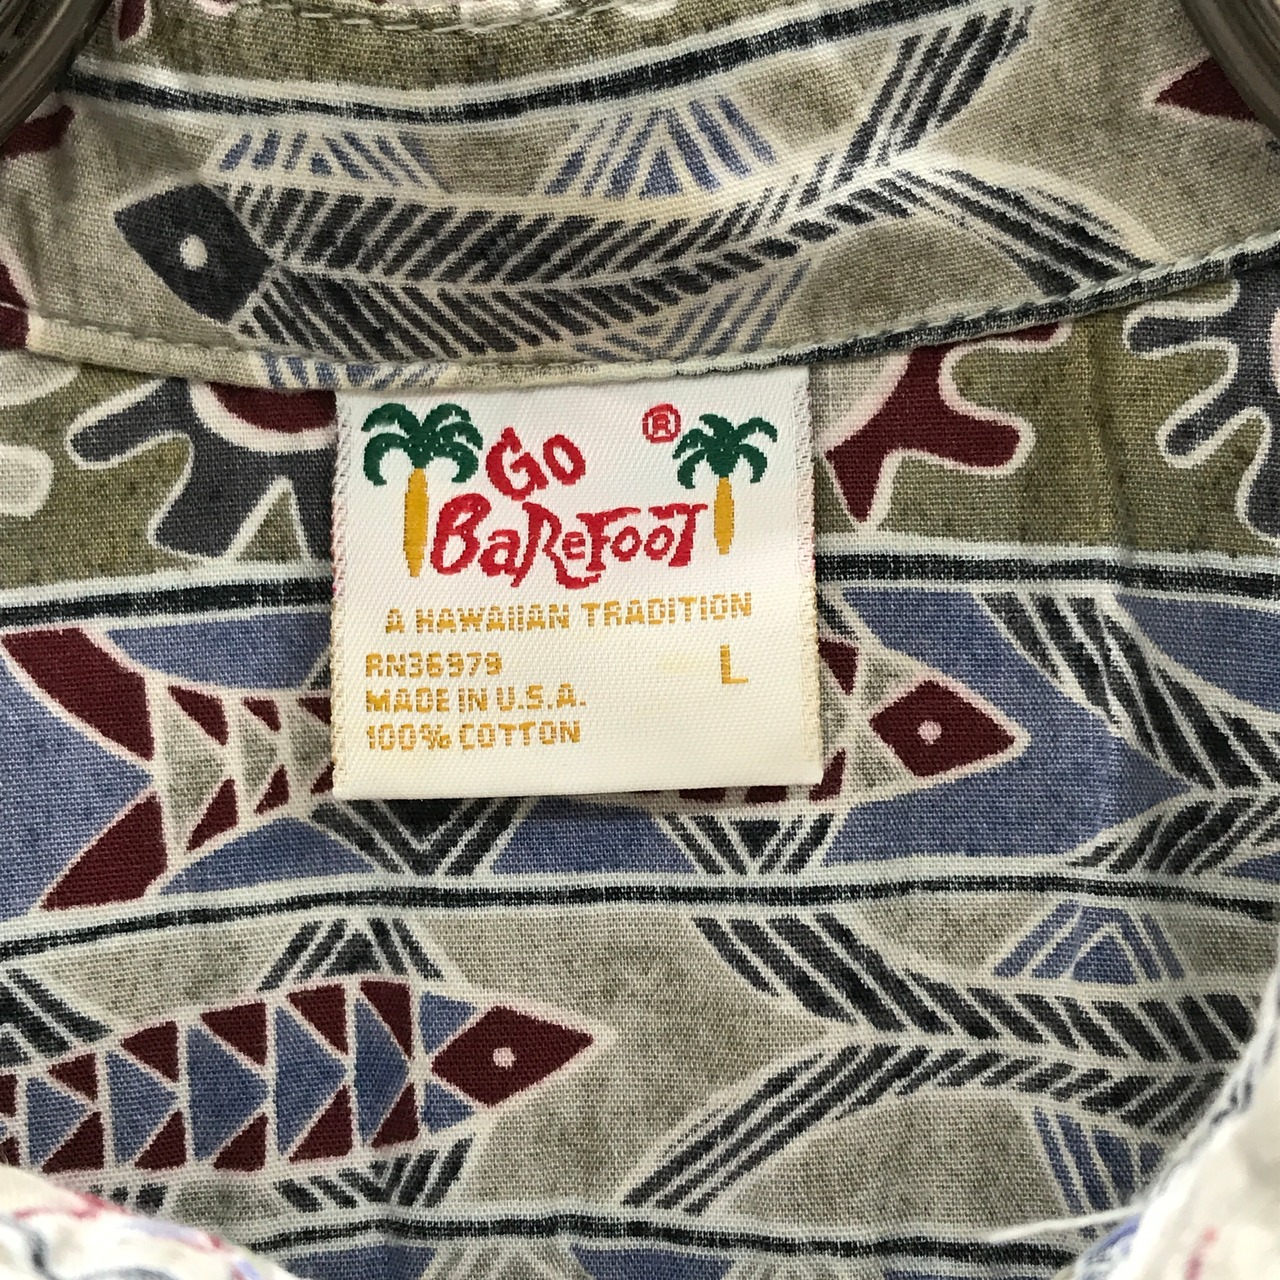 Go ®
BaReFooT
A HAWAIIAN TRADITION
RN36979
L
MADE IN U.S.A.
100% COTTON